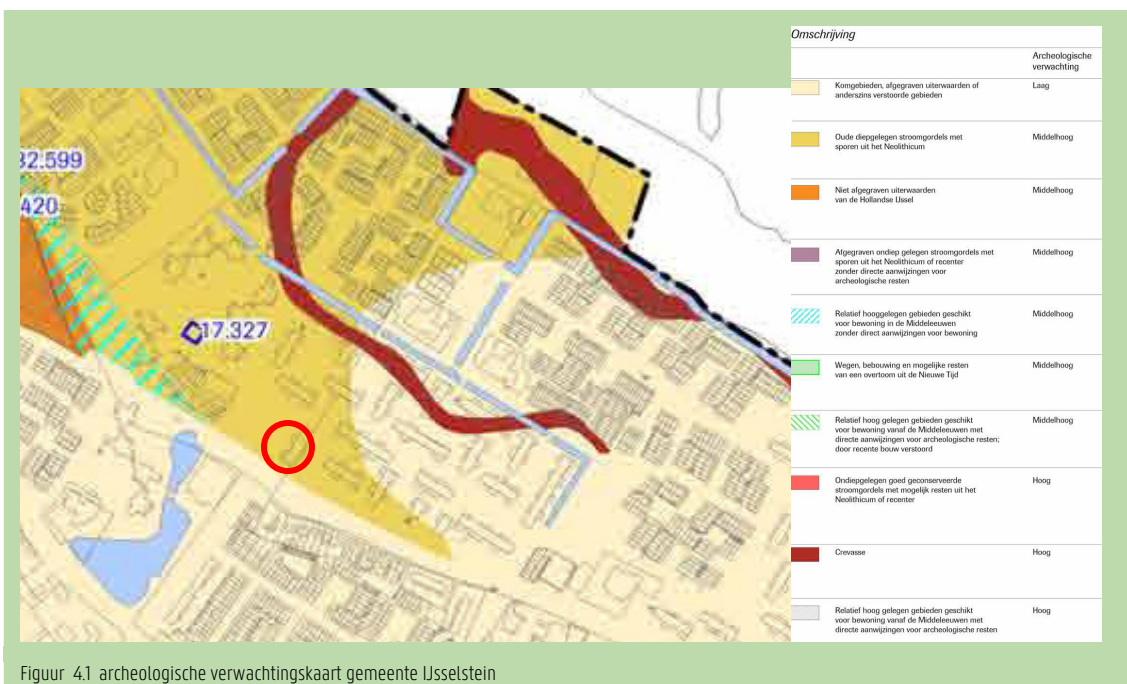 Omschrijving
Archeologische
verwachting
Komgebieden, afgegraven uiterwaarden of
anderszins verstoorde gebieden
Laag
Oude diepgelegen stroomgordels met
sporen uit het Neolithicum
Middelhoog
Niet afgegraven uiterwaarden
van de Hollandse IJssel
Middelhoog
Afgegraven ondiep gelegen stroomgordels met
sporen uit het Neolithicum of recenter
zonder directe aanwijzingen voor
archeologische resten
Middelhoog
Relatief hooggelegen gebieden geschikt
voor bewoning in de Middeleeuwen
zonder direct aanwijzingen voor bewoning
Middelhoog
Wegen, bebouwing en mogelijke resten
van een overtoom uit de Nieuwe Tijd
Middelhoog
Relatief hoog gelegen gebieden geschikt
voor bewoning vanaf de Middeleeuwen met
directe aanwijzingen voor archeologische resten;
door recente bouw verstoord
Middelhoog
Ondiepgelegen goed geconserveerde
stroomgordels met mogelijk resten uit het
Neolithicum of recenter
Hoog
Crevasse
Hoog
Relatief hoog gelegen gebieden geschikt
voor bewoning vanaf de Middeleeuwen met
directe aanwijzingen voor archeologische resten
Hoog
32.599
420
17.327
Figuur 4.1 archeologische verwachtingskaart gemeente IJsselstein